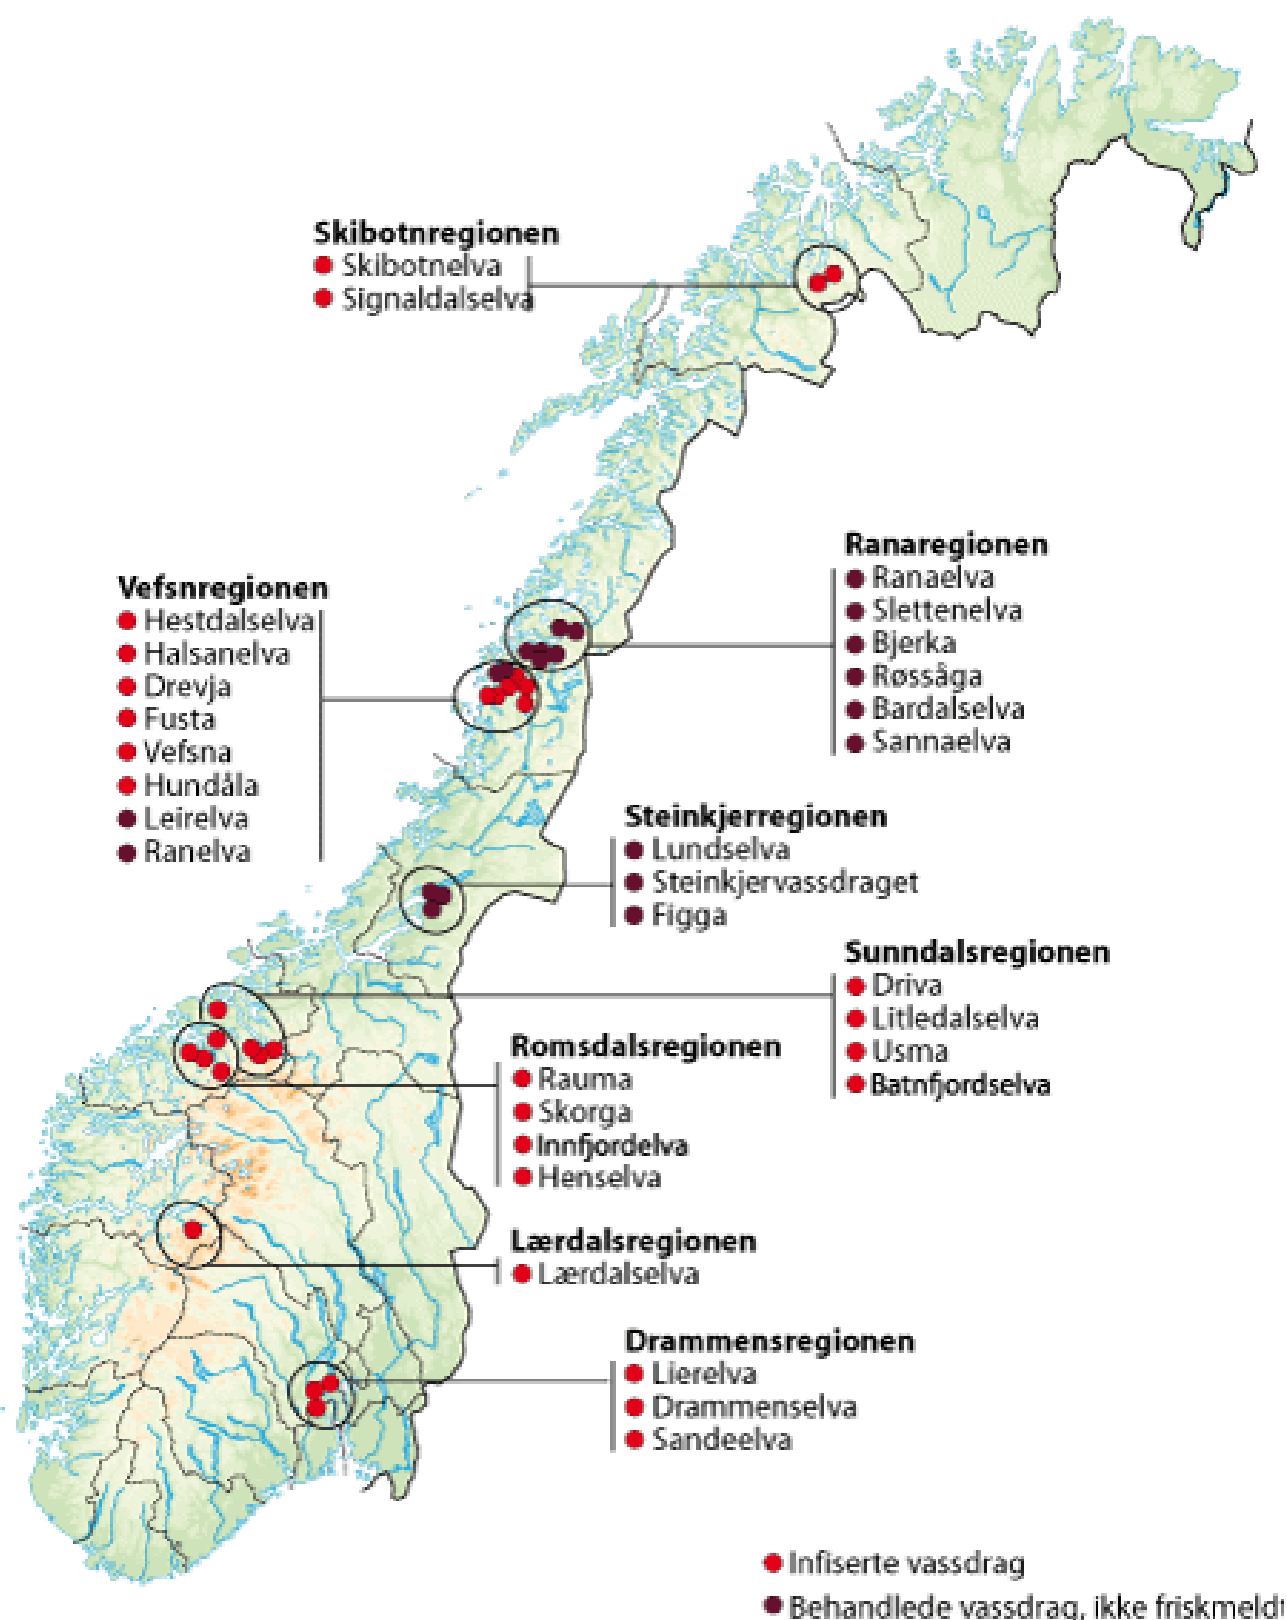 Skibotnregionen
Skibotnelva
Signaldalselva
Ranaregionen
Ranaelva
Slettenelva
Bjerka
Røssåga
Bardalselva
Sannaelva
Vefsnregionen
Hestdalselva
Halsanelva
Drevja
Fusta
Vefsna
Hundåla
Leirelva
Ranelva
Steinkjerregionen
Lundselva
Steinkjervassdraget
Figga
Sunndalsregionen
Driva
Litledalselva
Usma
Batnfjordselva
Romsdalsregionen
Rauma
Skorga
Innfjordelva
Henselva
Lærdalsregionen
Lærdalselva
Drammensregionen
Lierelva
Drammenselva
Sandeelva
Infiserte vassdrag
Behandlede vassdrag, ikke friskmeldt